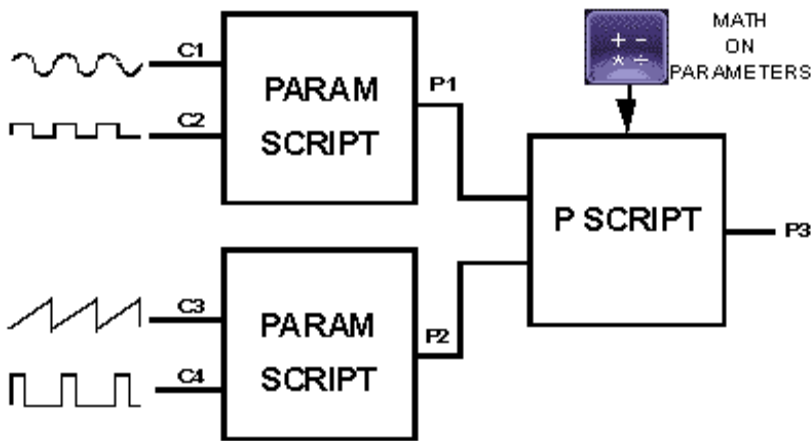 C1
C2
PARAM
SCRIPT
P1
+ −
* ÷
MATH
ON
PARAMETERS
P SCRIPT
P3
C3
C4
PARAM
SCRIPT
P2